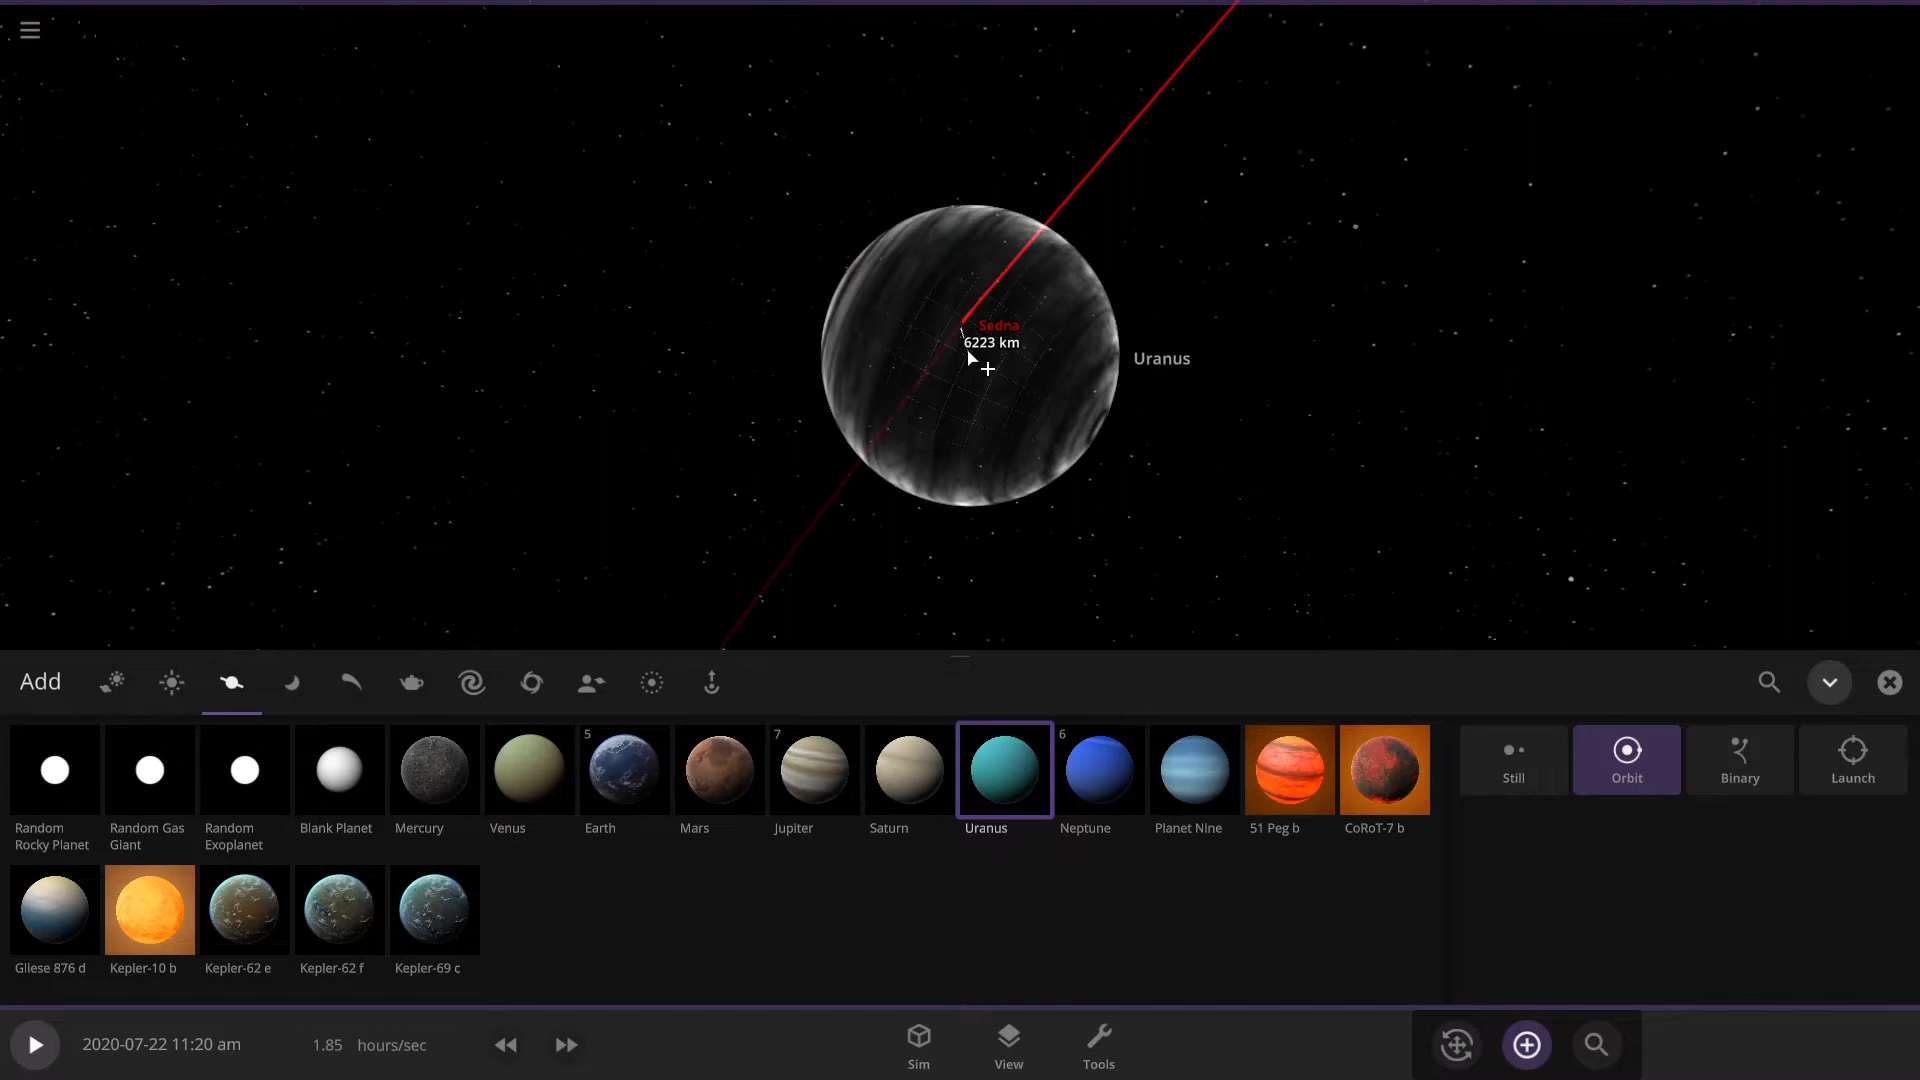 Sedna
6223 km
Uranus
Add
5
7
6
Random
Rocky Planet
Random Gas
Giant
Random
Exoplanet
Blank Planet
Mercury
Venus
Earth
Mars
Jupiter
Saturn
Uranus
Neptune
Planet Nine
51 Peg b
CoRoT-7 b
Still
Orbit
Binary
Launch
Gliese 876 d
Kepler-10 b
Kepler-62 e
Kepler-62 f
Kepler-69 c
2020-07-22 11:20 am
1.85 hours/sec
Sim
View
Tools